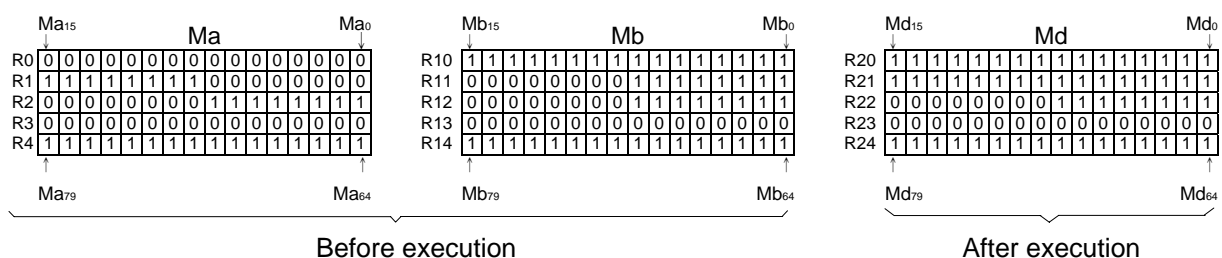 Ma15 Ma0 Mb15 Mb0 Md15 Md0
Ma Mb Md
R0 0 0 0 0 0 0 0 0 0 0 0 0 0 0 0 0 R10 1 1 1 1 1 1 1 1 1 1 1 1 1 1 1 1 R20 1 1 1 1 1 1 1 1 1 1 1 1 1 1 1 1
R1 1 1 1 1 1 1 1 1 0 0 0 0 0 0 0 0 R11 0 0 0 0 0 0 0 0 1 1 1 1 1 1 1 1 R21 1 1 1 1 1 1 1 1 1 1 1 1 1 1 1 1
R2 0 0 0 0 0 0 0 0 1 1 1 1 1 1 1 1 R12 0 0 0 0 0 0 0 0 1 1 1 1 1 1 1 1 R22 0 0 0 0 0 0 0 0 1 1 1 1 1 1 1 1
R3 0 0 0 0 0 0 0 0 0 0 0 0 0 0 0 0 R13 0 0 0 0 0 0 0 0 0 0 0 0 0 0 0 0 R23 0 0 0 0 0 0 0 0 0 0 0 0 0 0 0 0
R4 1 1 1 1 1 1 1 1 1 1 1 1 1 1 1 1 R14 1 1 1 1 1 1 1 1 1 1 1 1 1 1 1 1 R24 1 1 1 1 1 1 1 1 1 1 1 1 1 1 1 1
Ma79 Ma64 Mb79 Mb64 Md79 Md64
Before execution After execution